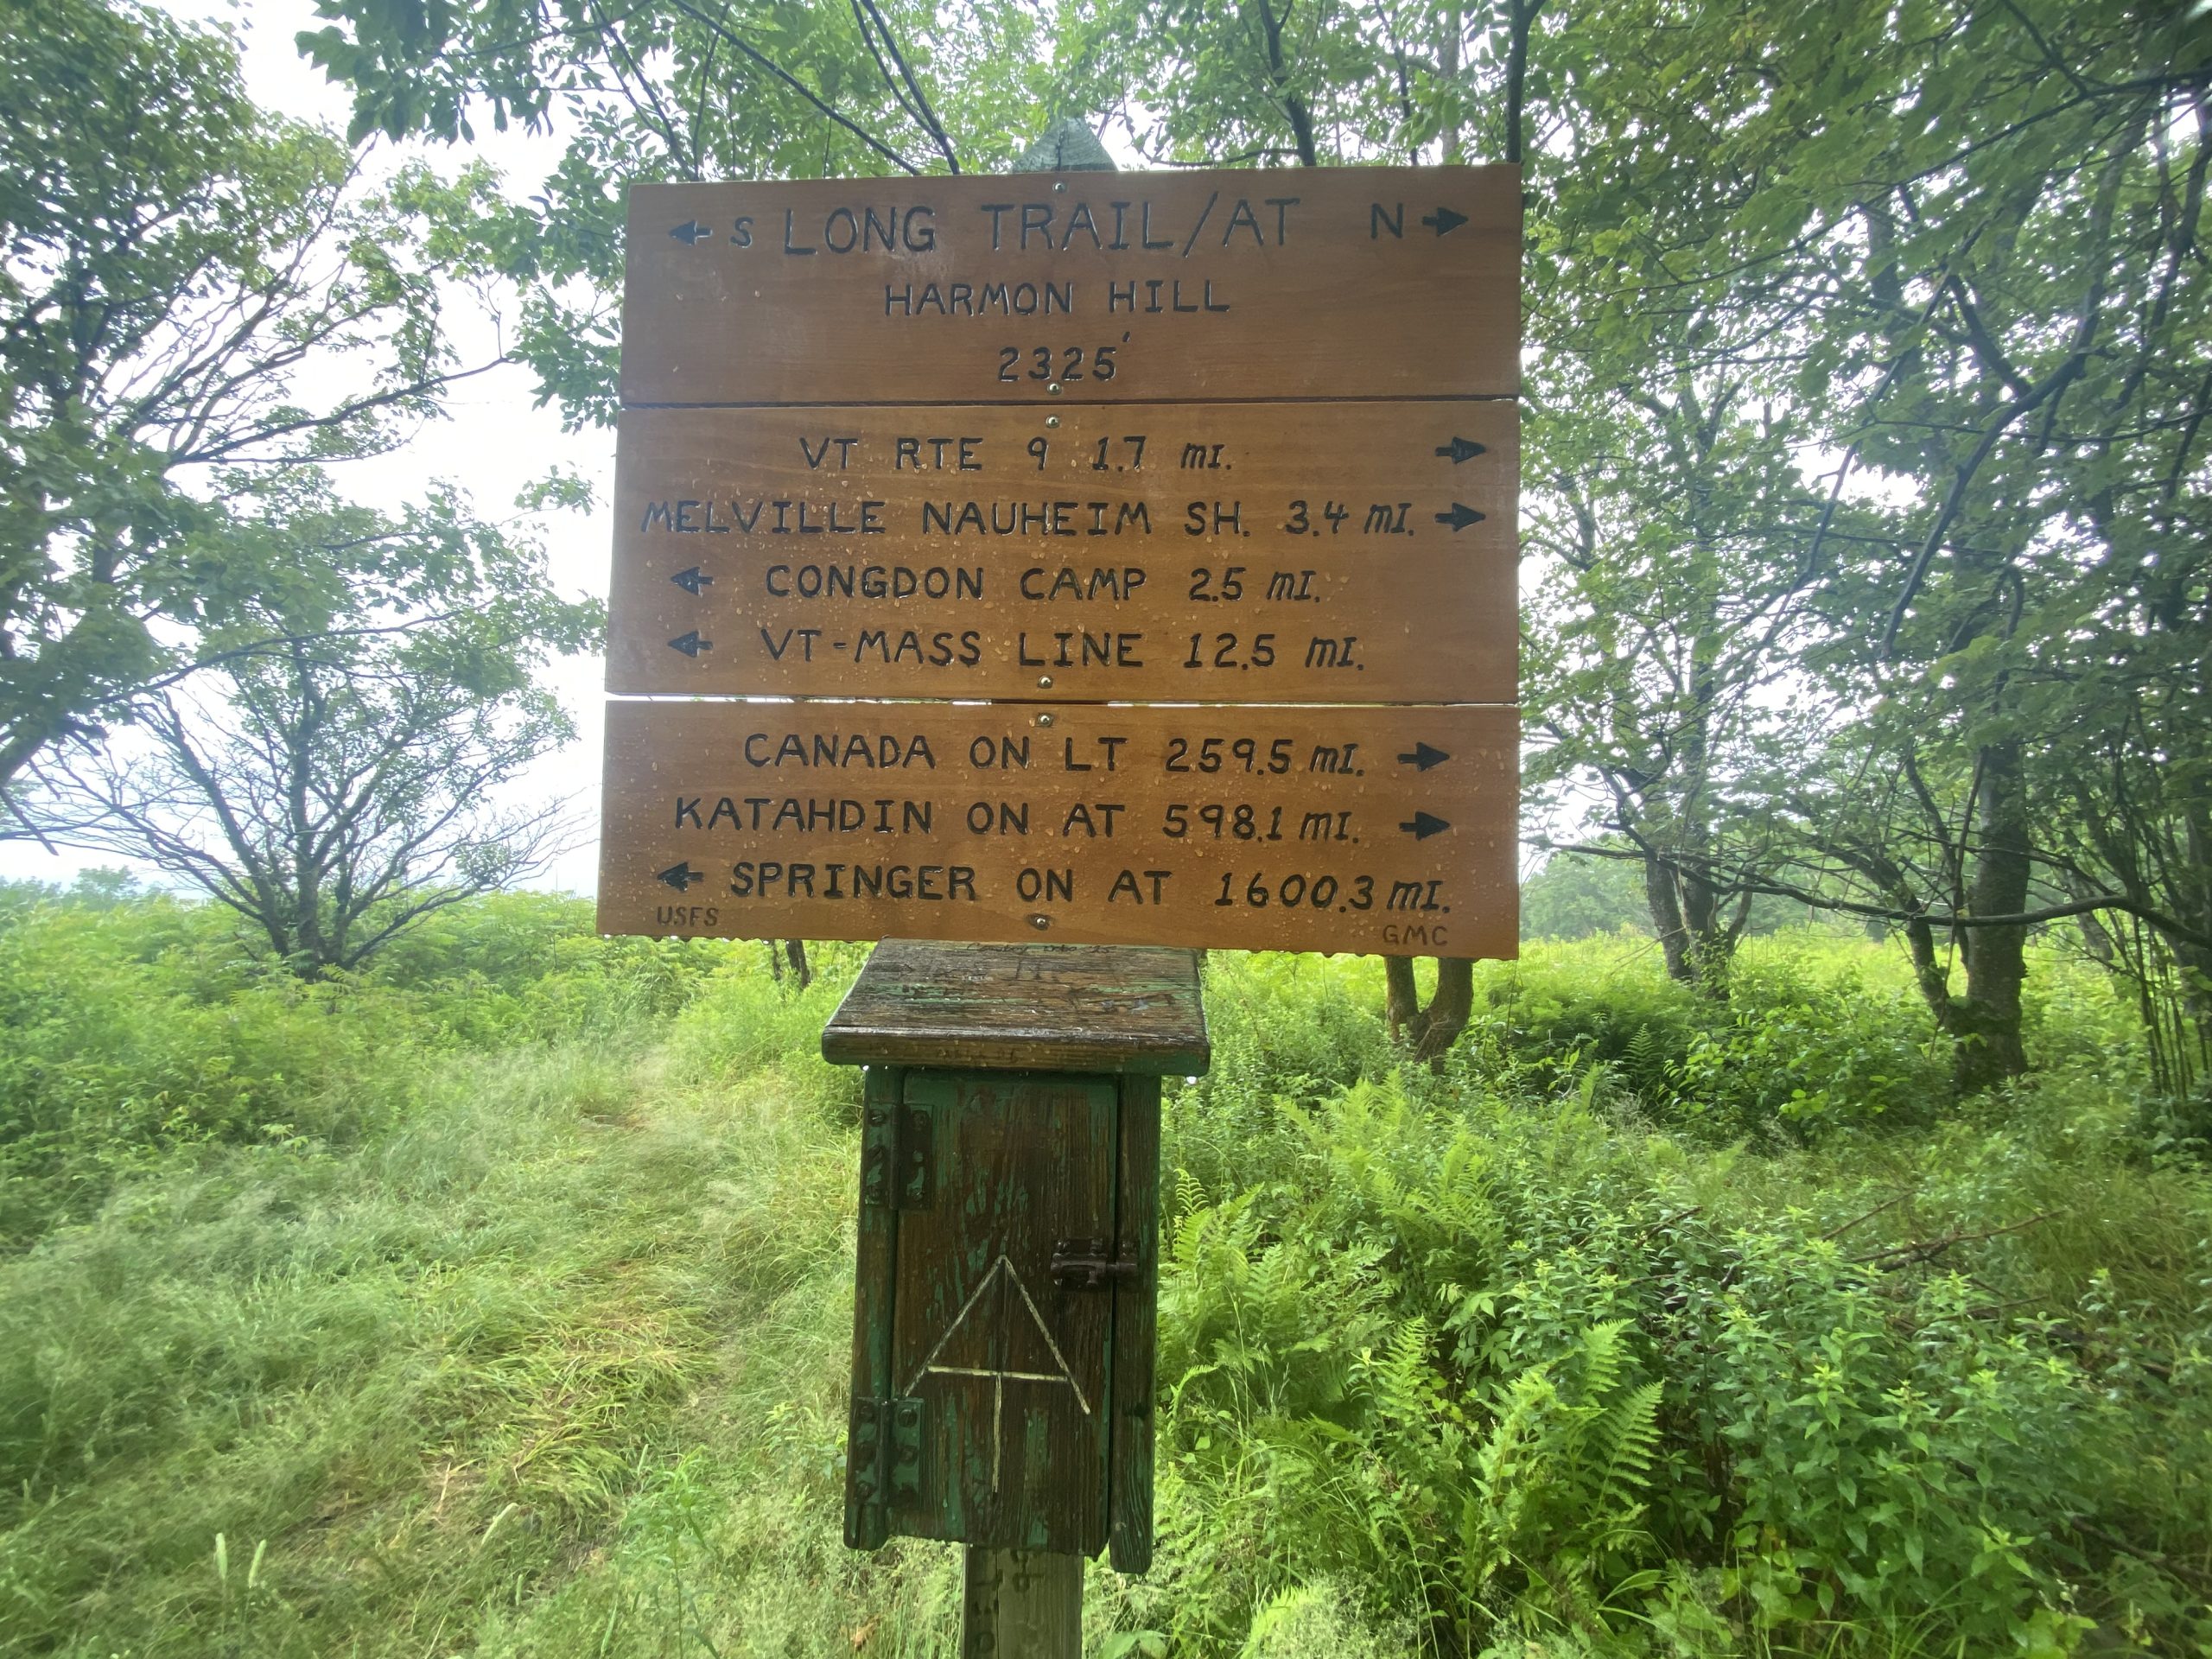 ← S LONG TRAIL/AT N →
HARMON HILL
2325'
VT RTE 9 1.7 MI. →
MELVILLE NAUHEIM SH. 3.4 MI. →
← CONGDON CAMP 2.5 MI.
← VT-MASS LINE 12.5 MI.
CANADA ON LT 259.5 MI. →
KATAHDIN ON AT 598.1 MI. →
← SPRINGER ON AT 1600.3 MI.
USFS GMC